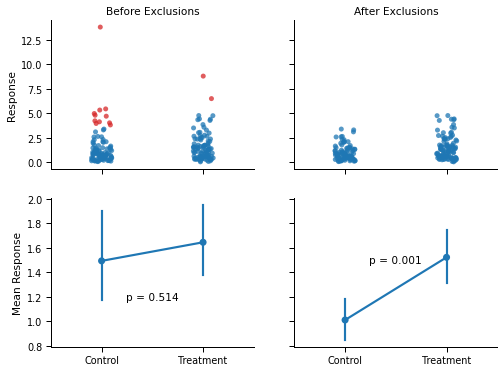 Before Exclusions
After Exclusions
Response
12.5
10.0
7.5
5.0
2.5
0.0
Mean Response
2.0
1.8
1.6
1.4
1.2
1.0
0.8
p = 0.514
p = 0.001
Control
Treatment
Control
Treatment